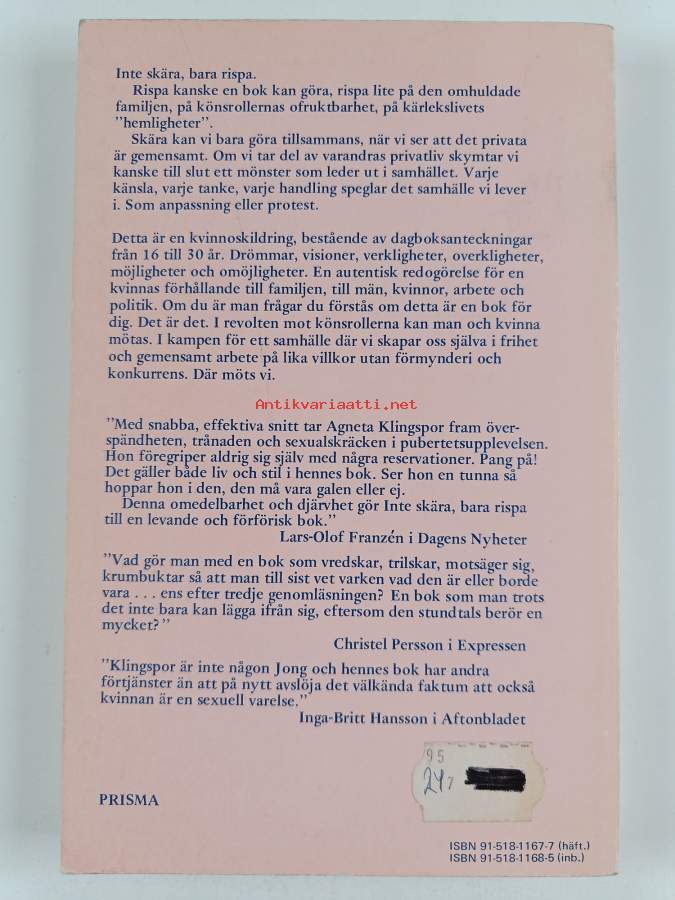 Inte skära, bara rispa.
Rispa kanske en bok kan göra, rispa lite på den omhuldade
familjen, på könsrollernas ofruktbarhet, på kärlekslivets
"hemligheter".
Skära kan vi bara göra tillsammans, när vi ser att det privata
är gemensamt. Om vi tar del av varandras privatliv skymtar vi
kanske till slut ett mönster som leder ut i samhället. Varje
känsla, varje tanke, varje handling speglar det samhälle vi lever
i. Som anpassning eller protest.
Detta är en kvinnoskildring, bestående av dagboksanteckningar
från 16 till 30 år. Drömmar, visioner, verkligheter, overkligheter,
möjligheter och omöjligheter. En autentisk redogörelse för en
kvinnas förhållande till familjen, till män, kvinnor, arbete och
politik. Om du är man frågar du förstås om detta är en bok för
dig. Det är det. I revolten mot könsrollerna kan man och kvinna
mötas. I kampen för ett samhälle där vi skapar oss själva i frihet
och gemensamt arbete på lika villkor utan förmynderi och
konkurrens. Där möts vi.
Antikvariaatti.net
"Med snabba, effektiva snitt tar Agneta Klingspor fram över-
spändheten, trånaden och sexualskräcken i pubertetsupplevelsen.
Hon föregriper aldrig sig själv med några reservationer. Pang på!
Det gäller både liv och stil i hennes bok. Ser hon en tunna så
hoppar hon i den, den må vara galen eller ej.
Denna omedelbarhet och djärvhet gör Inte skära, bara rispa
till en levande och förförisk bok."
Lars-Olof Franzén i Dagens Nyheter
"Vad gör man med en bok som vredskar, trilskar, motsäger sig,
krumbuktar så att man till sist vet varken vad den är eller borde
vara . . . ens efter tredje genomläsningen? En bok som man trots
det inte bara kan lägga ifrån sig, eftersom den stundtals berör en
mycket?"
Christel Persson i Expressen
"Klingspor är inte någon Jong och hennes bok har andra
förtjänster än att på nytt avslöja det välkända faktum att också
kvinnan är en sexuell varelse."
Inga-Britt Hansson i Aftonbladet
95
PRISMA
ISBN 91-518-1167-7 (häft.)
ISBN 91-518-1168-5 (inb.)